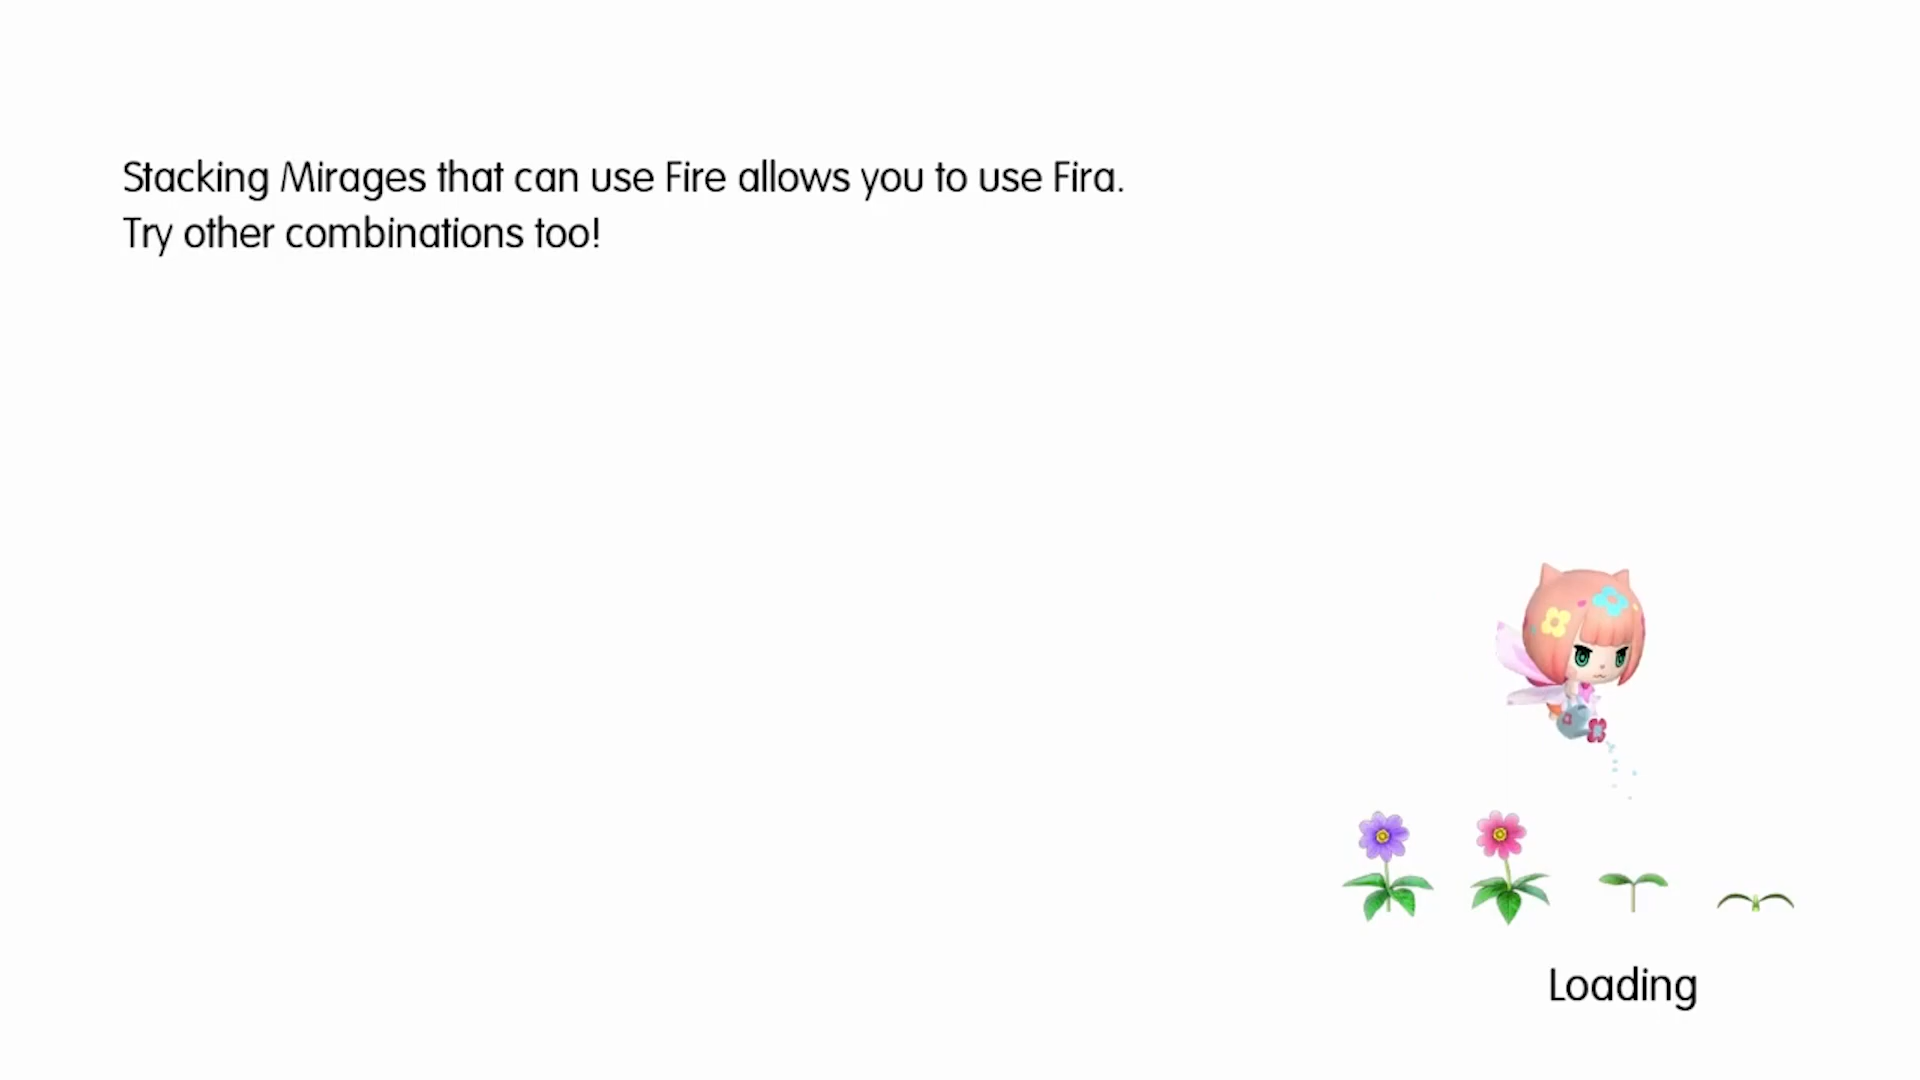 Stacking Mirages that can use Fire allows you to use Fira.
Try other combinations too!
Loading